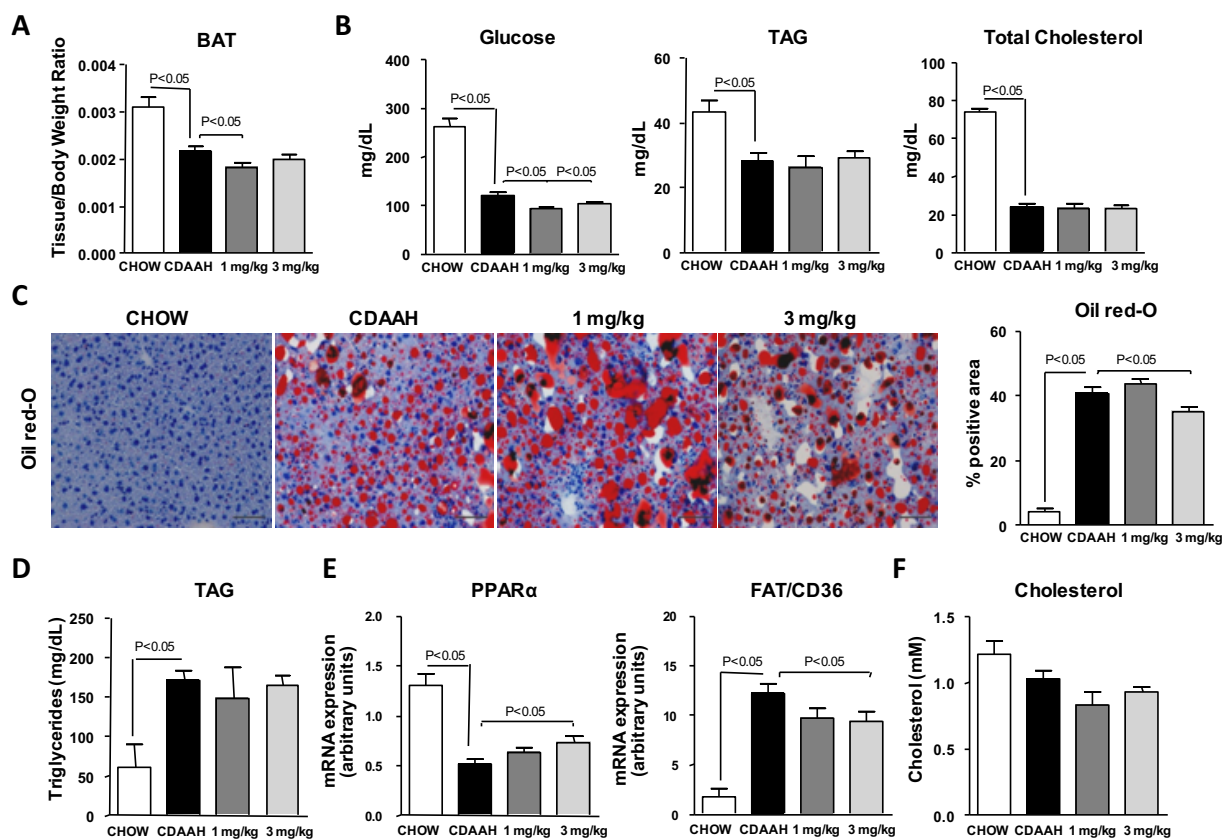 A
BAT
Tissue/Body Weight Ratio
0.004
0.003
0.002
0.001
0.000
P<0.05
P<0.05
CHOW CDAAH 1 mg/kg 3 mg/kg
B
Glucose
mg/dL
400
300
200
100
0
P<0.05
P<0.05 P<0.05
CHOW CDAAH 1 mg/kg 3 mg/kg
TAG
mg/dL
60
40
20
0
P<0.05
CHOW CDAAH 1 mg/kg 3 mg/kg
Total Cholesterol
mg/dL
100
80
60
40
20
0
P<0.05
CHOW CDAAH 1 mg/kg 3 mg/kg
C
CHOW CDAAH 1 mg/kg 3 mg/kg
Oil red-O
Oil red-O
% positive area
60
40
20
0
P<0.05
P<0.05
CHOW CDAAH 1 mg/kg 3 mg/kg
D
TAG
Triglycerides (mg/dL)
250
200
150
100
50
0
P<0.05
CHOW CDAAH 1 mg/kg 3 mg/kg
E
PPARα
mRNA expression
(arbitrary units)
2.0
1.5
1.0
0.5
0.0
P<0.05
P<0.05
CHOW CDAAH 1 mg/kg 3 mg/kg
FAT/CD36
mRNA expression
(arbitrary units)
20
15
10
5
0
P<0.05
P<0.05
CHOW CDAAH 1 mg/kg 3 mg/kg
F
Cholesterol
Cholesterol (mM)
1.5
1.0
0.5
0.0
CHOW CDAAH 1 mg/kg 3 mg/kg